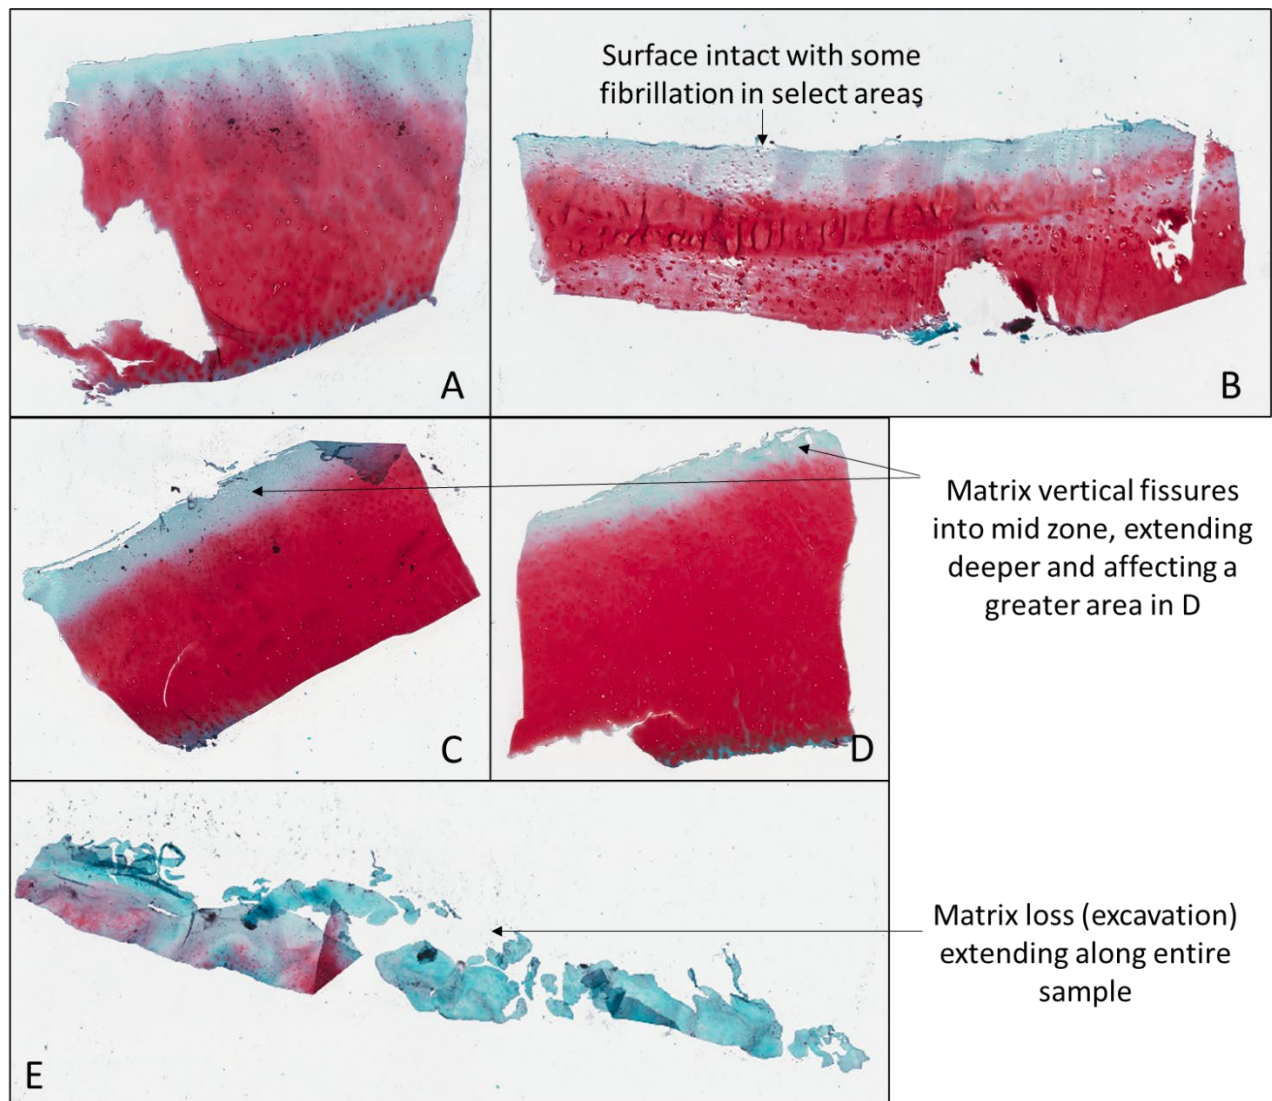 Surface intact with some
fibrillation in select areas
A
B
Matrix vertical fissures
into mid zone, extending
deeper and affecting a
greater area in D
C
D
Matrix loss (excavation)
extending along entire
sample
E